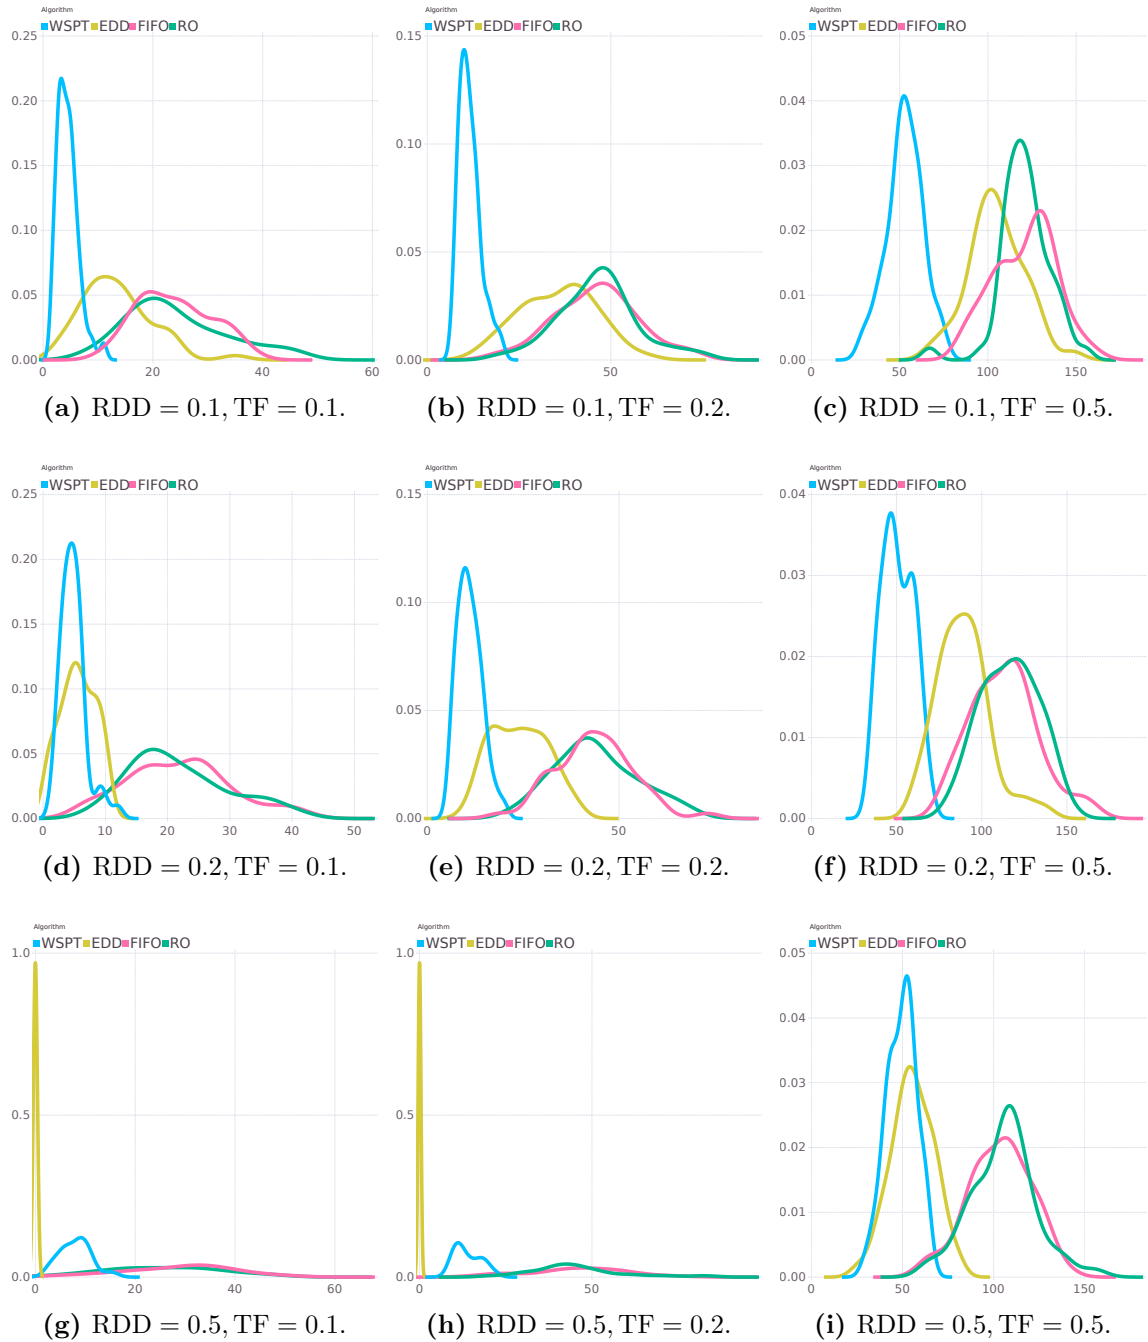 Algorithm
WSPT EDD FIFO RO
0.25
0.20
0.15
0.10
0.05
0.00
0 20 40 60
(a) RDD = 0.1, TF = 0.1.
Algorithm
WSPT EDD FIFO RO
0.15
0.10
0.05
0.00
0 50
(b) RDD = 0.1, TF = 0.2.
Algorithm
WSPT EDD FIFO RO
0.05
0.04
0.03
0.02
0.01
0.00
0 50 100 150
(c) RDD = 0.1, TF = 0.5.
Algorithm
WSPT EDD FIFO RO
0.25
0.20
0.15
0.10
0.05
0.00
0 10 20 30 40 50
(d) RDD = 0.2, TF = 0.1.
Algorithm
WSPT EDD FIFO RO
0.15
0.10
0.05
0.00
0 50
(e) RDD = 0.2, TF = 0.2.
Algorithm
WSPT EDD FIFO RO
0.04
0.03
0.02
0.01
0.00
0 50 100 150
(f) RDD = 0.2, TF = 0.5.
Algorithm
WSPT EDD FIFO RO
1.0
0.5
0.0
0 20 40 60
(g) RDD = 0.5, TF = 0.1.
Algorithm
WSPT EDD FIFO RO
1.0
0.5
0.0
0 50
(h) RDD = 0.5, TF = 0.2.
Algorithm
WSPT EDD FIFO RO
0.05
0.04
0.03
0.02
0.01
0.00
0 50 100 150
(i) RDD = 0.5, TF = 0.5.